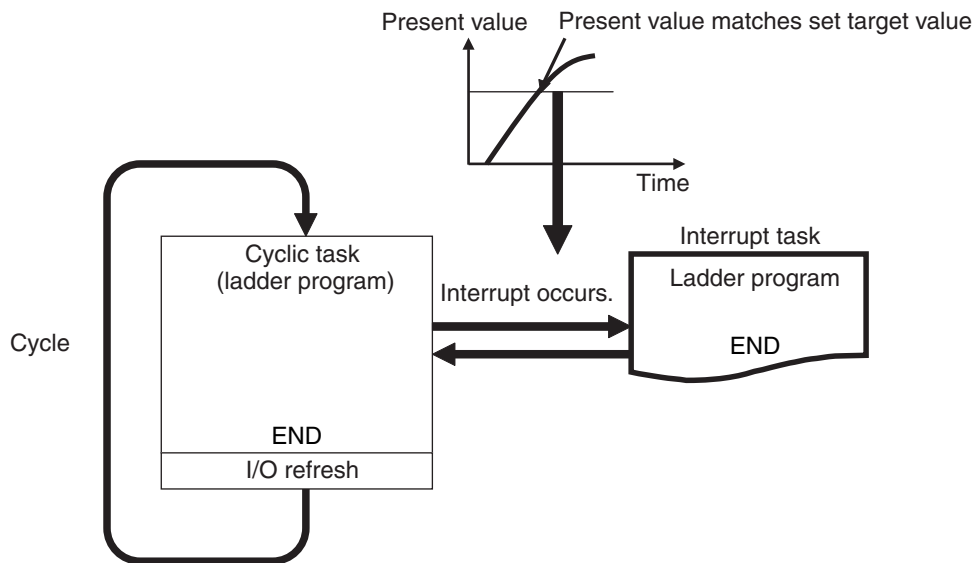 Present value
Present value matches set target value
Time
Cyclic task
(ladder program)
Interrupt occurs.
Interrupt task
Ladder program
END
Cycle
END
I/O refresh